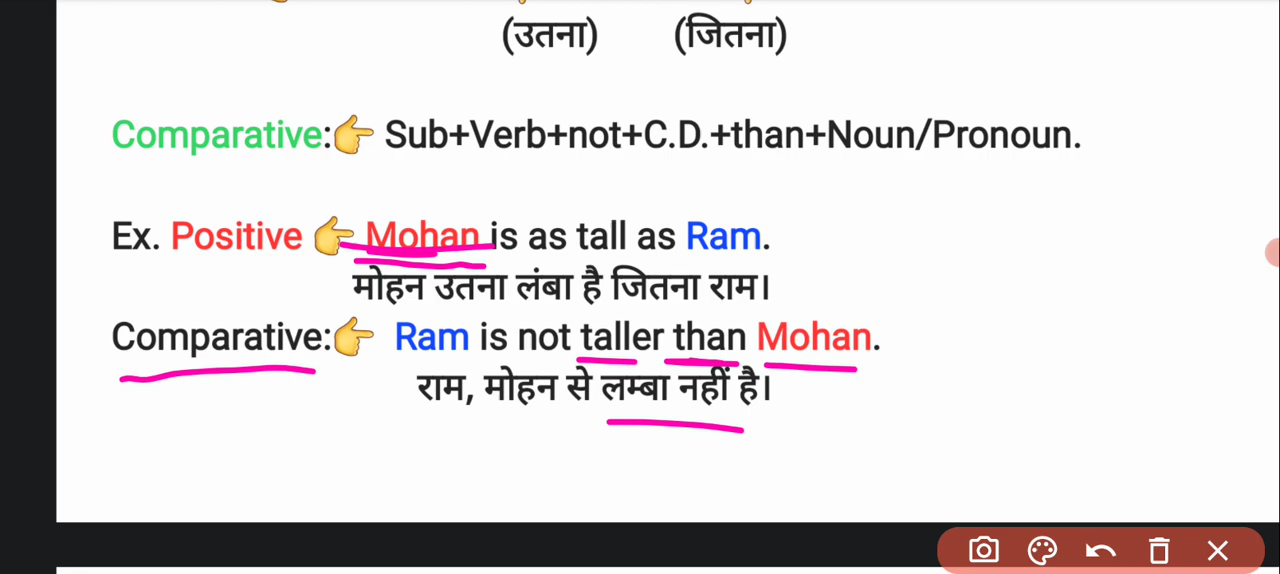 (उतना) (जितना)
Comparative:👉 Sub+Verb+not+C.D.+than+Noun/Pronoun.
Ex. Positive 👉 Mohan is as tall as Ram.
मोहन उतना लंबा है जितना राम।
Comparative:👉 Ram is not taller than Mohan.
राम, मोहन से लम्बा नहीं है।